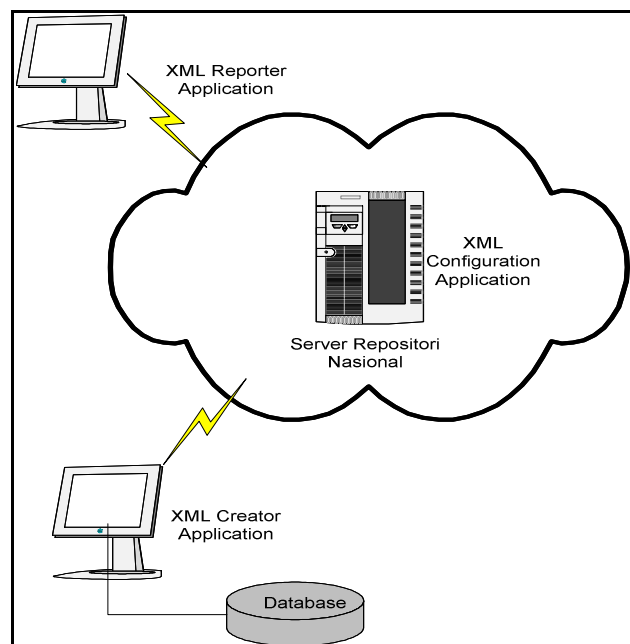 XML Reporter
Application
XML
Configuration
Application
Server Repositori
Nasional
XML Creator
Application
Database